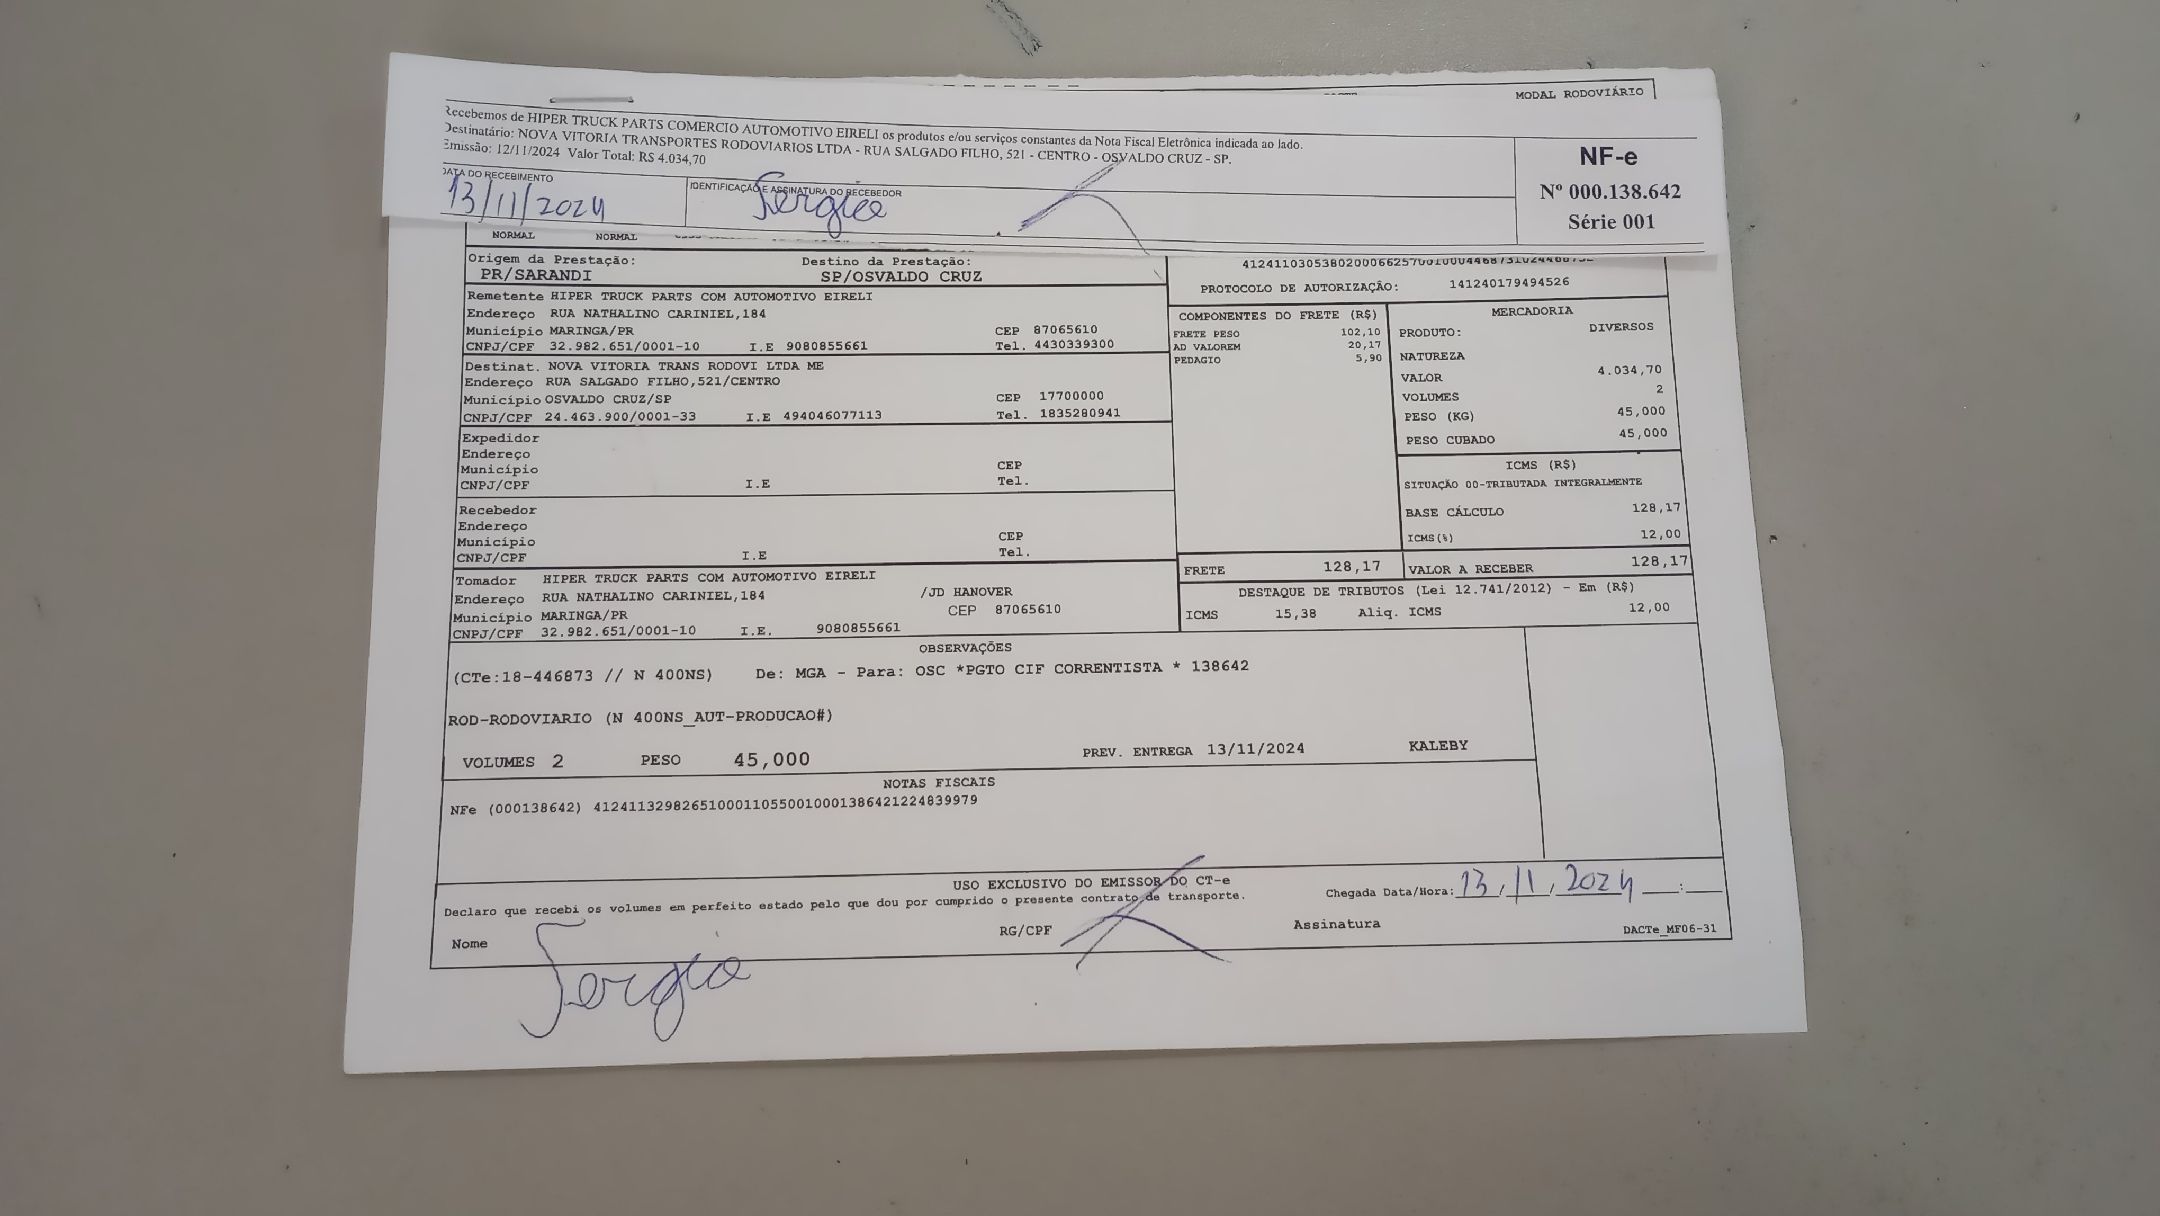 MODAL RODOVIÁRIO
Recebemos de HIPER TRUCK PARTS COMERCIO AUTOMOTIVO EIRELI os produtos e/ou serviços constantes da Nota Fiscal Eletrônica indicada ao lado.
Destinatário: NOVA VITORIA TRANSPORTES RODOVIARIOS LTDA - RUA SALGADO FILHO, 521 - CENTRO - OSVALDO CRUZ - SP.
Emissão: 12/11/2024 Valor Total: R$ 4.034,70
NF-e
Nº 000.138.642
Série 001
DATA DO RECEBIMENTO
13/11/2024
IDENTIFICAÇÃO E ASSINATURA DO RECEBEDOR
Sergio
NORMAL NORMAL
Origem da Prestação: Destino da Prestação:
PR/SARANDI SP/OSVALDO CRUZ
PROTOCOLO DE AUTORIZAÇÃO: 141240179494526
Remetente HIPER TRUCK PARTS COM AUTOMOTIVO EIRELI
Endereço RUA NATHALINO CARINIEL,184
Município MARINGA/PR CEP 87065610
CNPJ/CPF 32.982.651/0001-10 I.E 9080855661 Tel. 4430339300
Destinat. NOVA VITORIA TRANS RODOVI LTDA ME
Endereço RUA SALGADO FILHO,521/CENTRO
Município OSVALDO CRUZ/SP CEP 17700000
CNPJ/CPF 24.463.900/0001-33 I.E 494046077113 Tel. 1835280941
Expedidor
Endereço
Município CEP
CNPJ/CPF I.E Tel.
Recebedor
Endereço
Município CEP
CNPJ/CPF I.E Tel.
Tomador HIPER TRUCK PARTS COM AUTOMOTIVO EIRELI
Endereço RUA NATHALINO CARINIEL,184 /JD HANOVER
Município MARINGA/PR CEP 87065610
CNPJ/CPF 32.982.651/0001-10 I.E. 9080855661
COMPONENTES DO FRETE (R$)
FRETE PESO 102,10
AD VALOREM 20,17
PEDAGIO 5,90
MERCADORIA
PRODUTO: DIVERSOS
NATUREZA
VALOR 4.034,70
VOLUMES 2
PESO (KG) 45,000
PESO CUBADO 45,000
ICMS (R$)
SITUAÇÃO 00-TRIBUTADA INTEGRALMENTE
BASE CÁLCULO 128,17
ICMS(%) 12,00
FRETE 128,17 VALOR A RECEBER 128,17
DESTAQUE DE TRIBUTOS (Lei 12.741/2012) - Em (R$)
ICMS 15,38 Aliq. ICMS 12,00
OBSERVAÇÕES
(CTe:18-446873 // N 400NS) De: MGA - Para: OSC *PGTO CIF CORRENTISTA * 138642
ROD-RODOVIARIO (N 400NS_AUT-PRODUCAO#)
VOLUMES 2 PESO 45,000 PREV. ENTREGA 13/11/2024 KALEBY
NOTAS FISCAIS
NFe (000138642) 41241132982651000110550010001386421224839979
USO EXCLUSIVO DO EMISSOR DO CT-e
Declaro que recebi os volumes em perfeito estado pelo que dou por cumprido o presente contrato de transporte.
Chegada Data/Hora: 13/11/2024 __:__
Nome Sergio RG/CPF Assinatura
DACTe_MF06-31